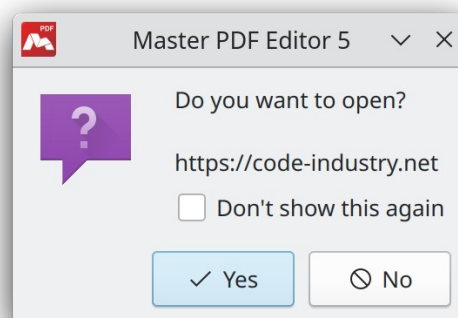 PDF
Master PDF Editor 5
?
Do you want to open?
https://code-industry.net
Don't show this again
Yes
No